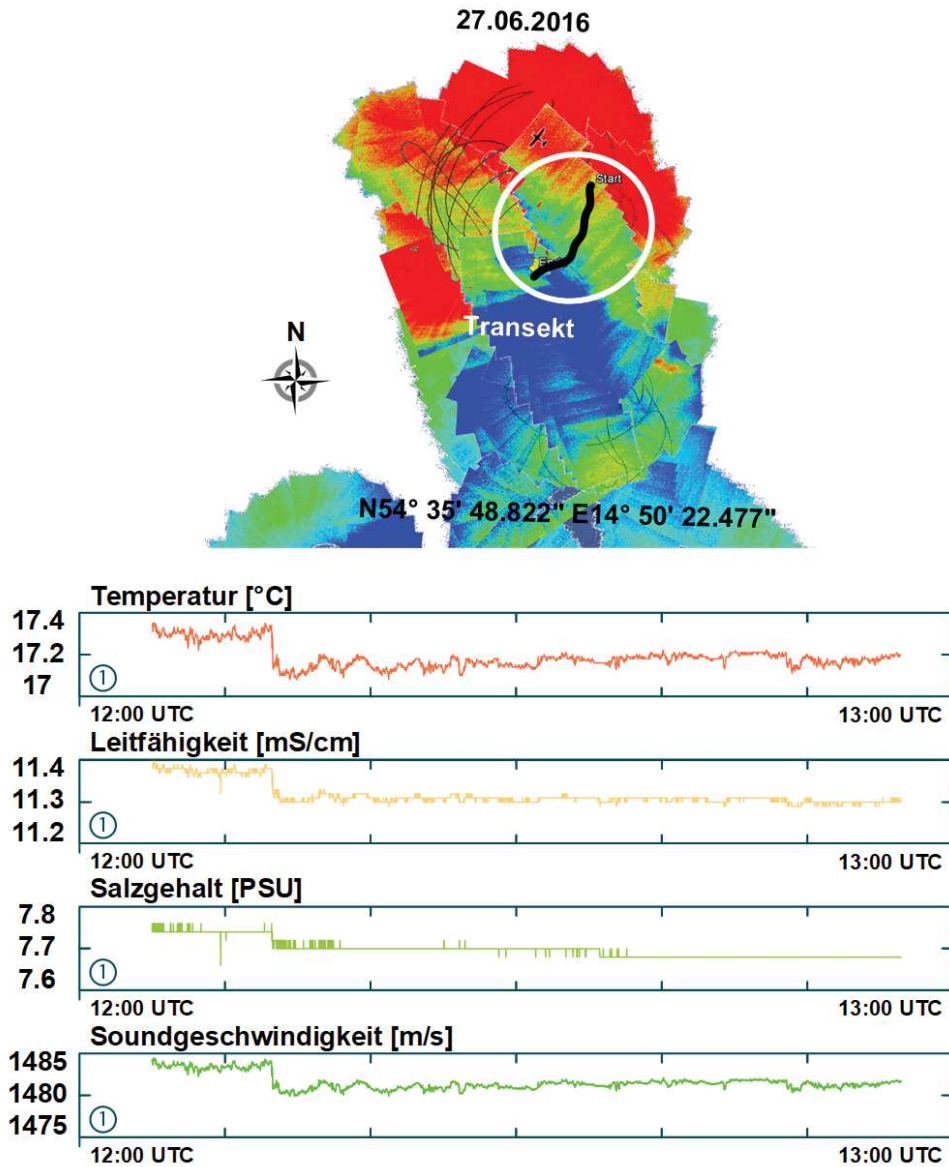 27.06.2016
Start
End
Transekt
N
N54° 35' 48.822" E14° 50' 22.477"
Temperatur [°C]
17.4
17.2
17
1
12:00 UTC 13:00 UTC
Leitfähigkeit [mS/cm]
11.4
11.3
11.2
1
12:00 UTC 13:00 UTC
Salzgehalt [PSU]
7.8
7.7
7.6
1
12:00 UTC 13:00 UTC
Soundgeschwindigkeit [m/s]
1485
1480
1475
1
12:00 UTC 13:00 UTC